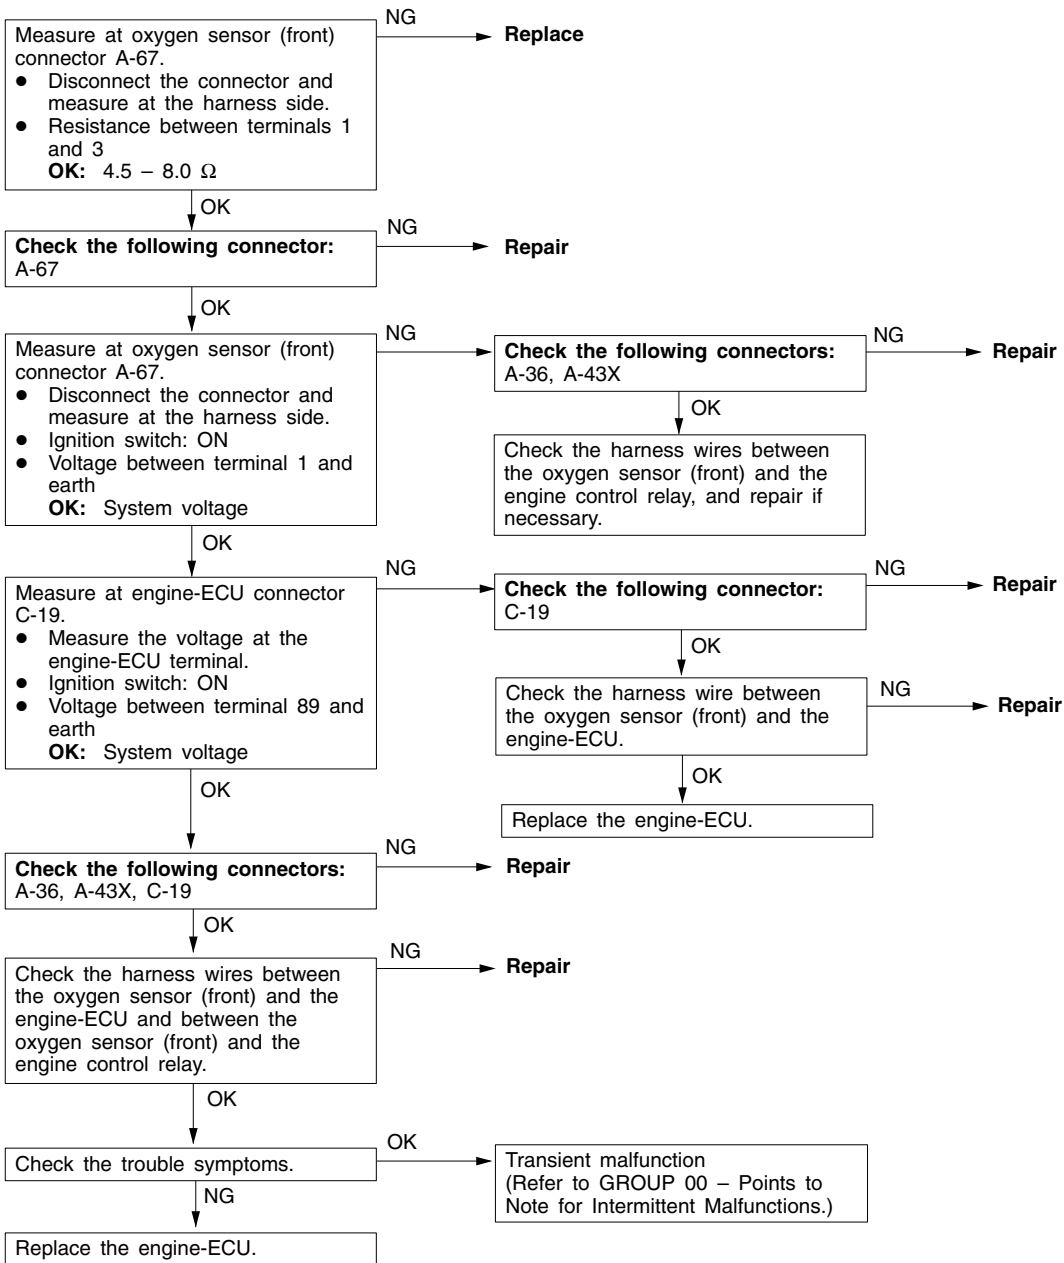 Measure at oxygen sensor (front)
connector A-67.
● Disconnect the connector and
measure at the harness side.
● Resistance between terminals 1
and 3
OK: 4.5 – 8.0 Ω
NG
Replace
OK
Check the following connector:
A-67
NG
Repair
OK
Measure at oxygen sensor (front)
connector A-67.
● Disconnect the connector and
measure at the harness side.
● Ignition switch: ON
● Voltage between terminal 1 and
earth
OK: System voltage
NG
Check the following connectors:
A-36, A-43X
NG
Repair
OK
Check the harness wires between
the oxygen sensor (front) and the
engine control relay, and repair if
necessary.
OK
Measure at engine-ECU connector
C-19.
● Measure the voltage at the
engine-ECU terminal.
● Ignition switch: ON
● Voltage between terminal 89 and
earth
OK: System voltage
NG
Check the following connector:
C-19
NG
Repair
OK
Check the harness wire between
the oxygen sensor (front) and the
engine-ECU.
NG
Repair
OK
Replace the engine-ECU.
OK
Check the following connectors:
A-36, A-43X, C-19
NG
Repair
OK
Check the harness wires between
the oxygen sensor (front) and the
engine-ECU and between the
oxygen sensor (front) and the
engine control relay.
NG
Repair
OK
Check the trouble symptoms.
OK
Transient malfunction
(Refer to GROUP 00 – Points to
Note for Intermittent Malfunctions.)
NG
Replace the engine-ECU.